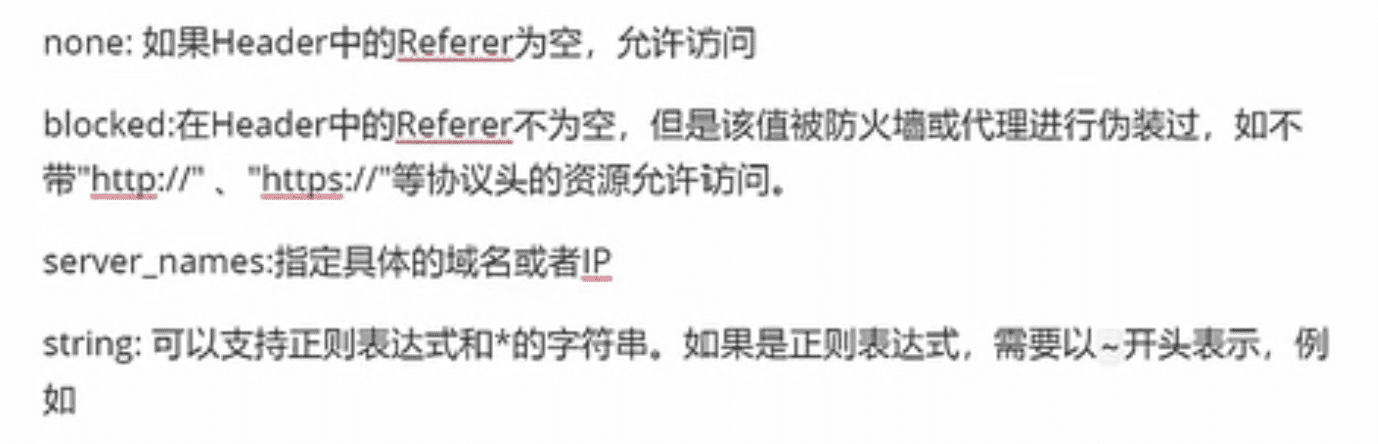 none: 如果Header中的Referer为空，允许访问
blocked:在Header中的Referer不为空，但是该值被防火墙或代理进行伪装过，如不
带"http://" 、"https://"等协议头的资源允许访问。
server_names:指定具体的域名或者IP
string: 可以支持正则表达式和*的字符串。如果是正则表达式，需要以~开头表示，例
如